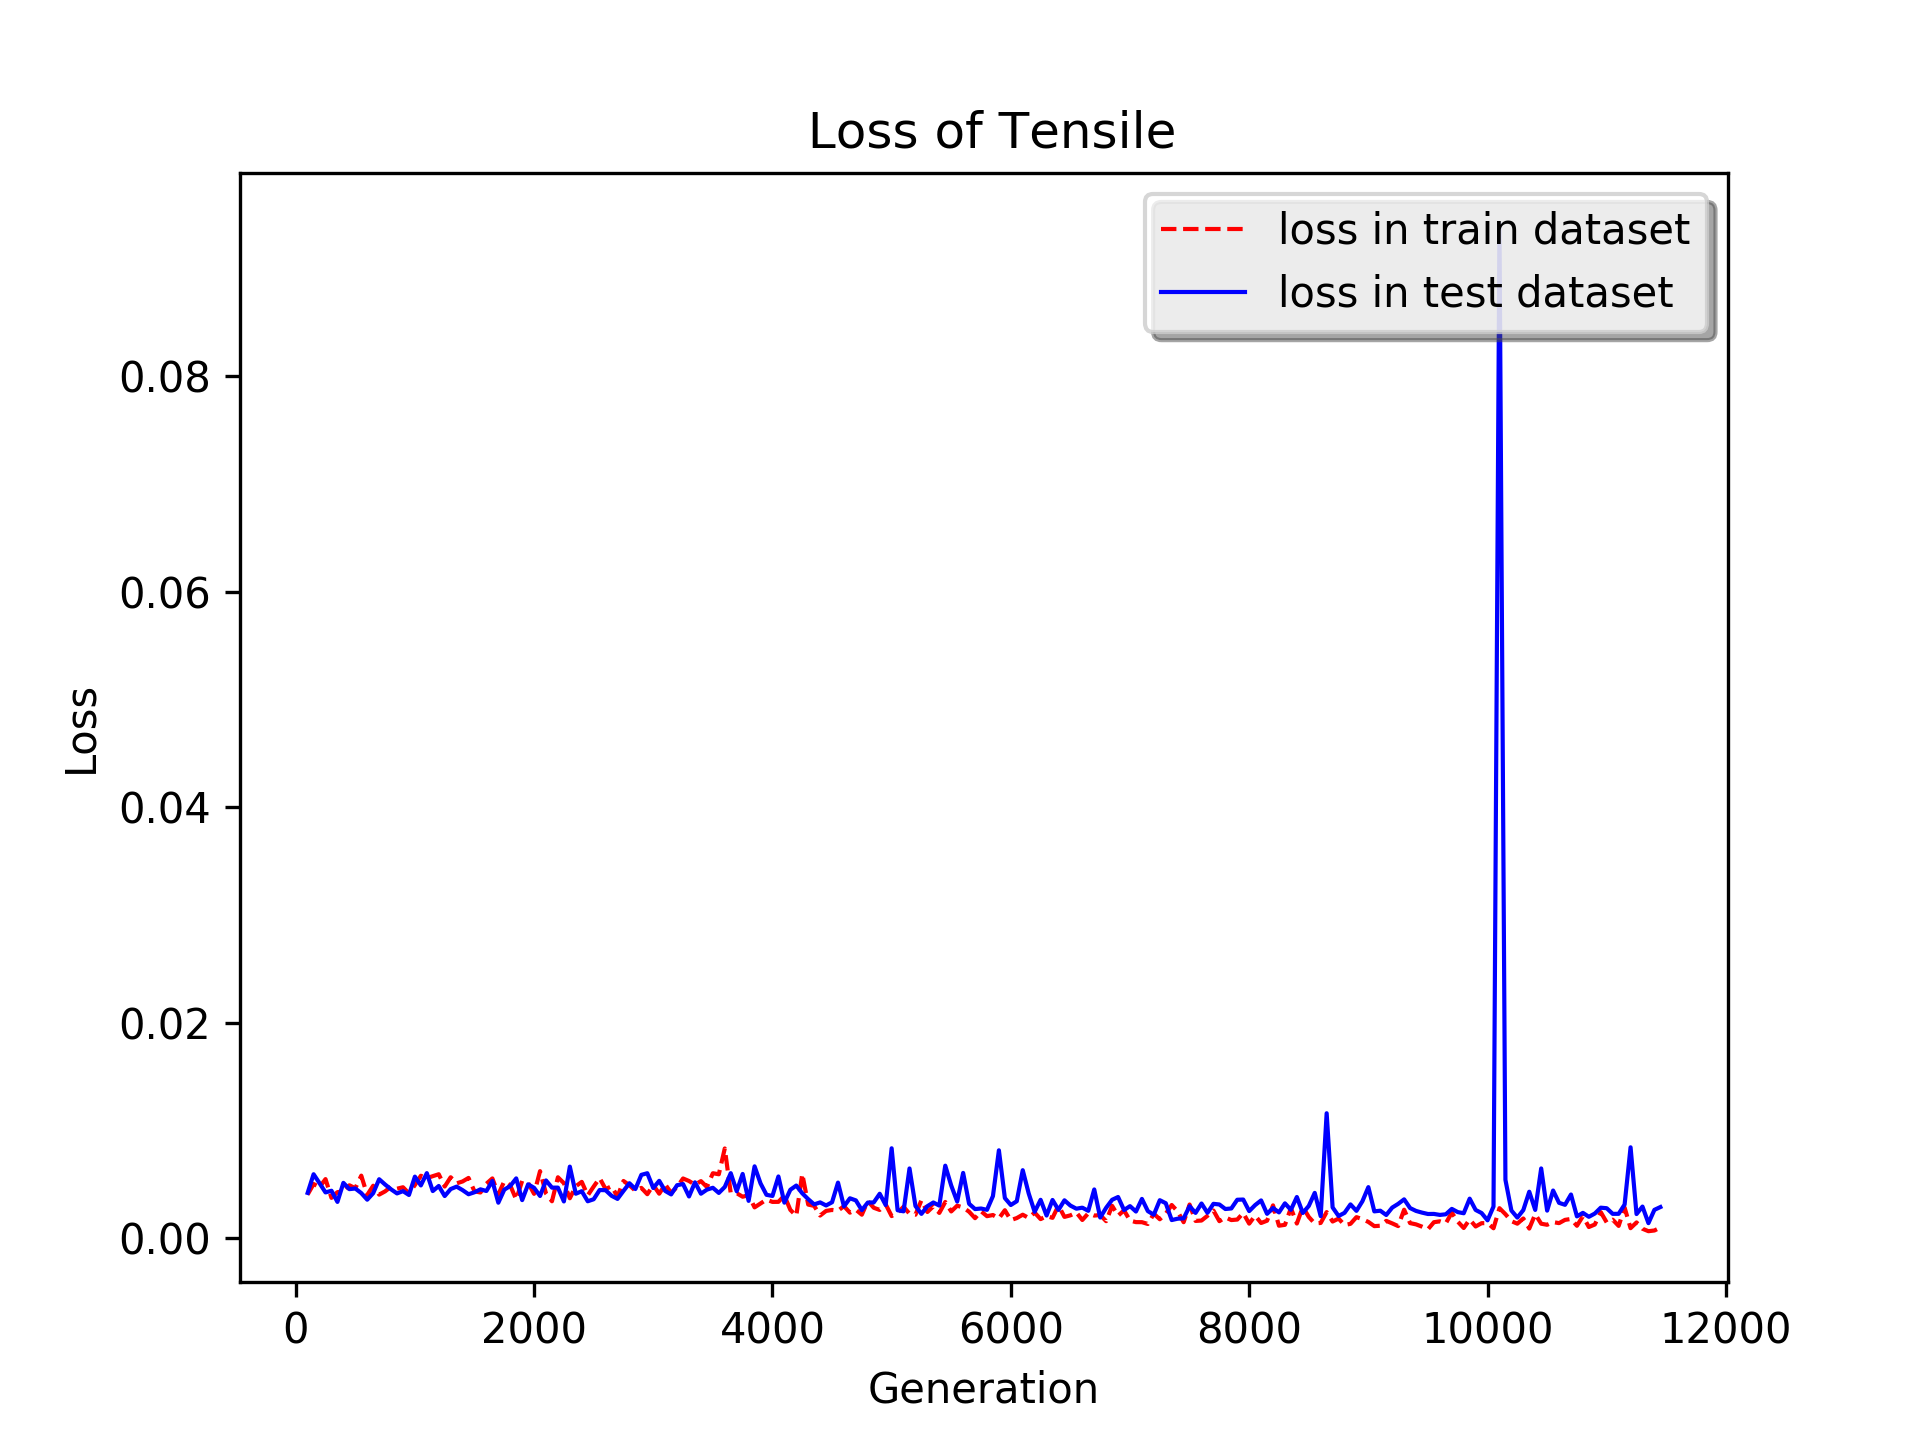 Loss of Tensile
loss in train dataset
loss in test dataset
0.08
0.06
0.04
0.02
0.00
Loss
0 2000 4000 6000 8000 10000 12000
Generation